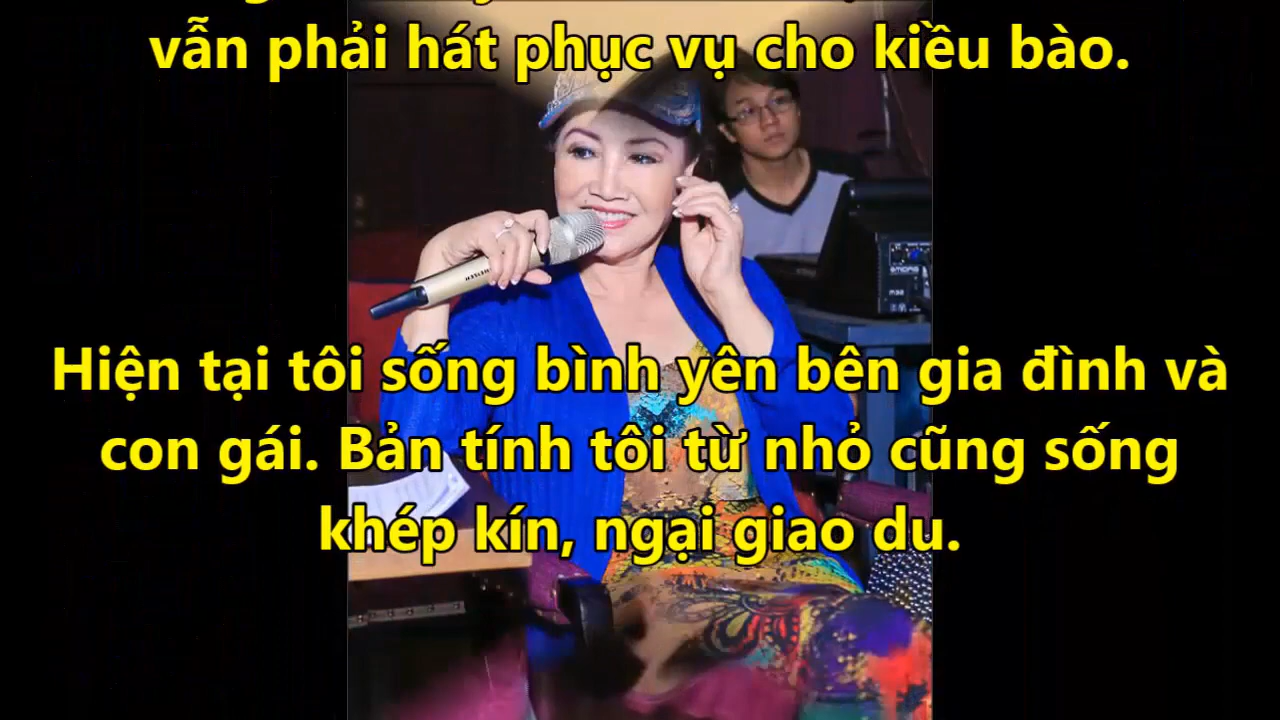 vẫn phải hát phục vụ cho kiều bào.
Hiện tại tôi sống bình yên bên gia đình và
con gái. Bản tính tôi từ nhỏ cũng sống
khép kín, ngại giao du.
M32